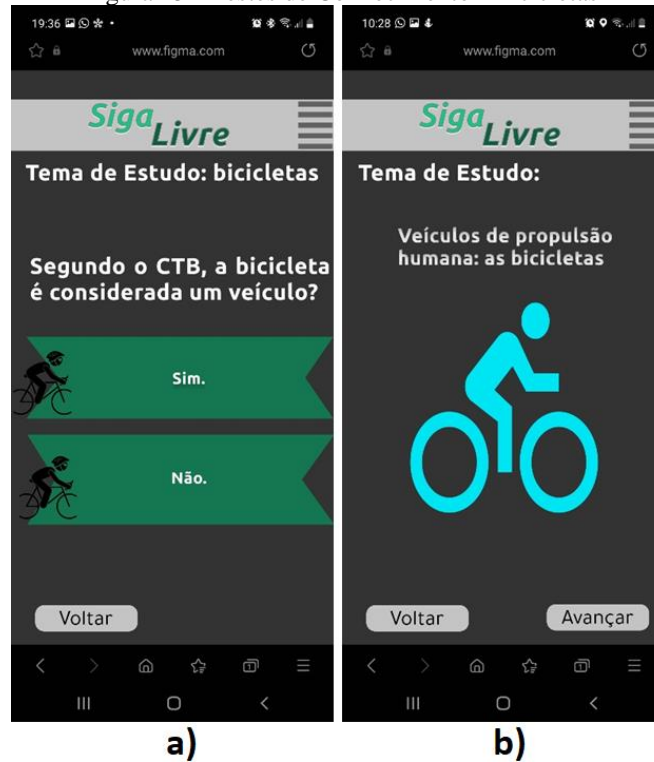 19:36
www.figma.com
Siga Livre
Tema de Estudo: bicicletas
Segundo o CTB, a bicicleta
é considerada um veículo?
Sim.
Não.
Voltar
1
a)
10:28
www.figma.com
Siga Livre
Tema de Estudo:
Veículos de propulsão
humana: as bicicletas
Voltar
Avançar
1
b)